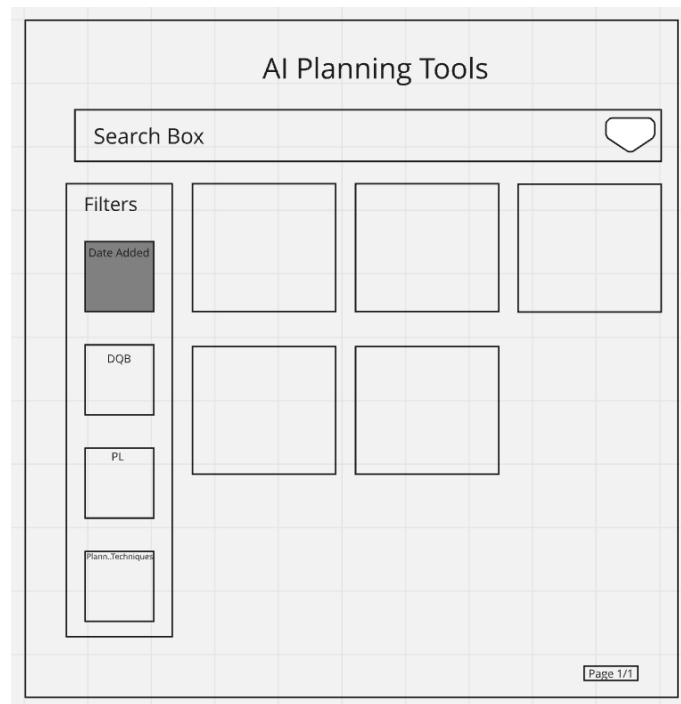 AI Planning Tools
Search Box
Filters
Date Added
DQB
PL
Plann..Techniques
Page 1/1